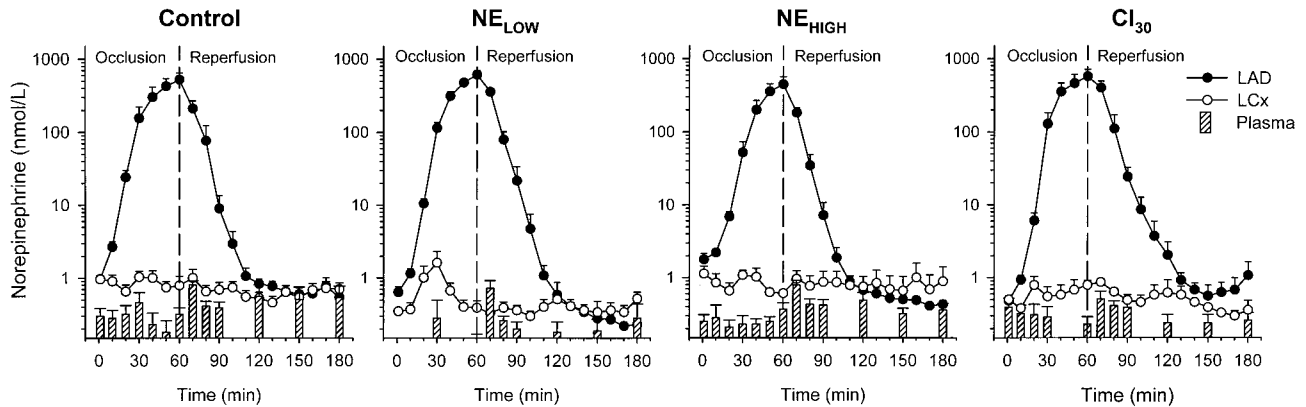 Control NE LOW NE HIGH CI 30
Norepinephrine (nmol/L)
Occlusion Reperfusion Occlusion Reperfusion Occlusion Reperfusion Occlusion Reperfusion
1000 1000 1000 1000
100 100 100 100
10 10 10 10
1 1 1 1
LAD
LCx
Plasma
0 30 60 90 120 150 180 0 30 60 90 120 150 180 0 30 60 90 120 150 180 0 30 60 90 120 150 180
Time (min) Time (min) Time (min) Time (min)